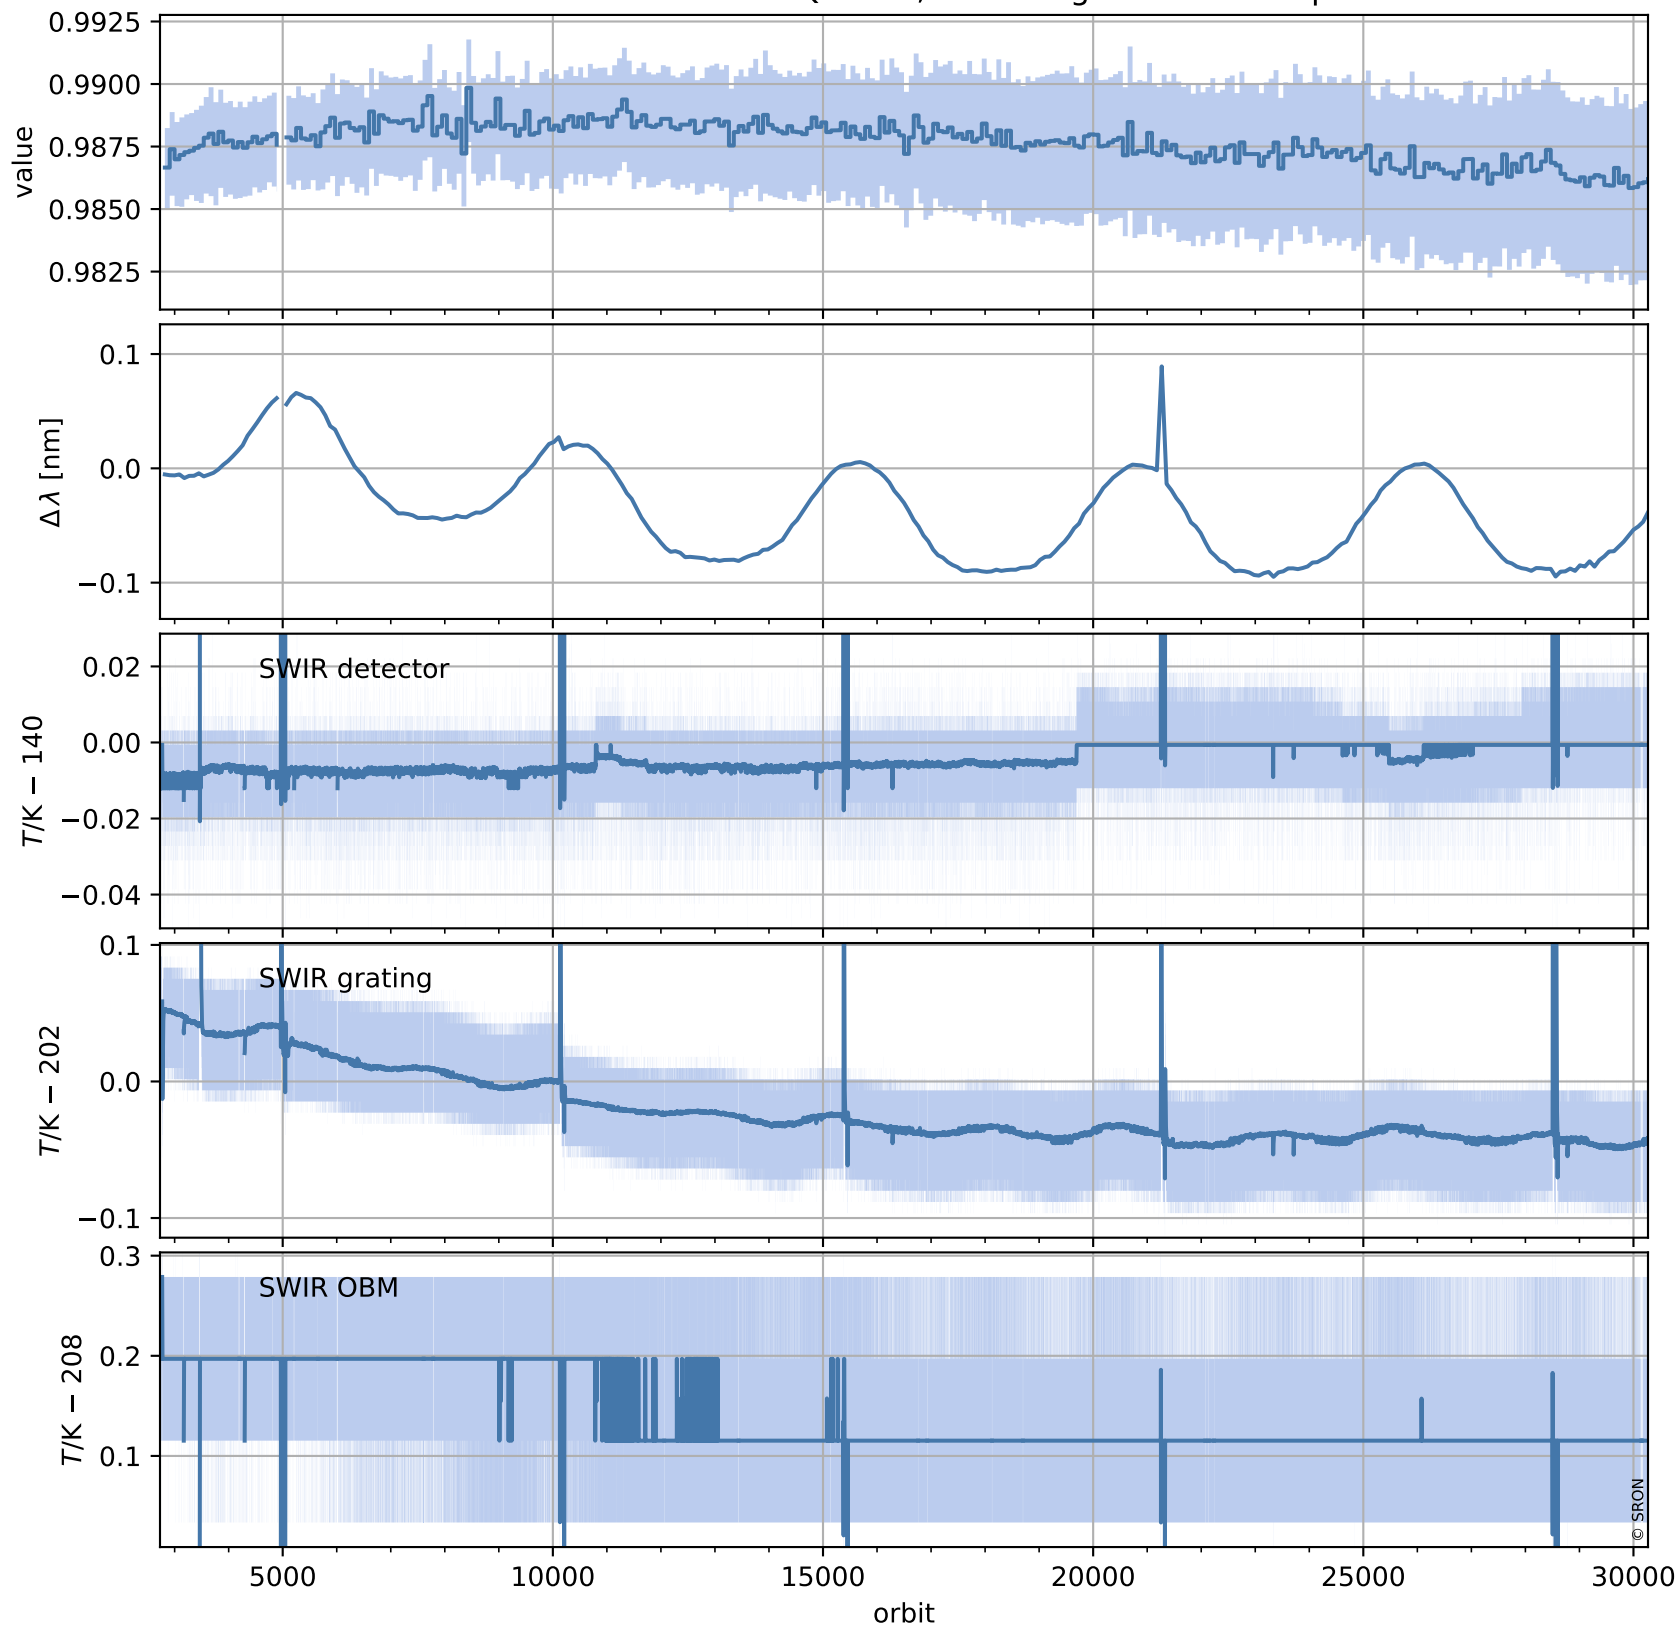 0.9925
0.9900
0.9875
0.9850
0.9825
value
0.1
0.0
−0.1
Δλ [nm]
SWIR detector
0.02
0.00
−0.02
−0.04
T/K − 140
SWIR grating
0.1
0.0
−0.1
T/K − 202
SWIR OBM
0.3
0.2
0.1
T/K − 208
© SRON
5000 10000 15000 20000 25000 30000
orbit